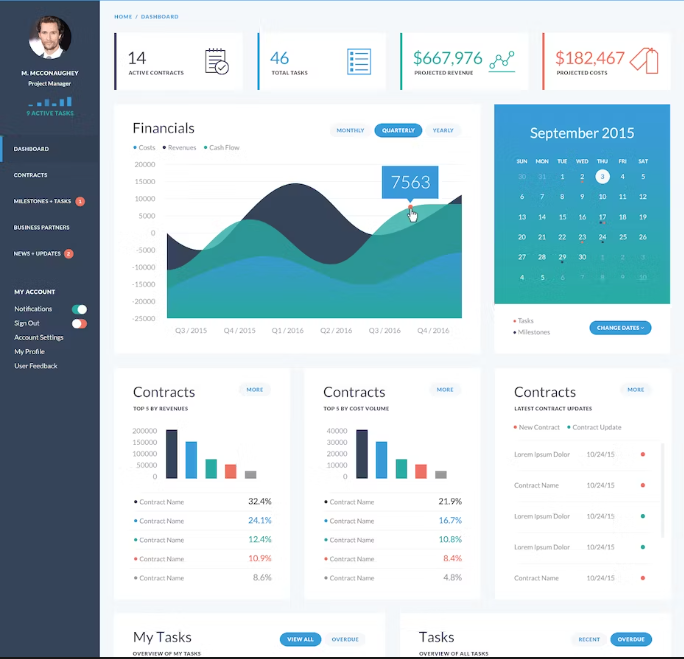 M. MCCONAUGHEY
Project Manager
9 ACTIVE TASKS
DASHBOARD
CONTRACTS
MILESTONES + TASKS 1
BUSINESS PARTNERS
NEWS + UPDATES
MY ACCOUNT
Notifications
Sign Out
Account Settings
My Profile
User Feedback
HOME / DASHBOARD
14
ACTIVE CONTRACTS
46
TOTAL TASKS
$667,976
PROJECTED REVENUE
$182,467
PROJECTED COSTS
Financials
MONTHLY QUARTERLY YEARLY
Costs Revenues Cash Flow
20000
15000
10000
5000
0
-5000
-10000
-15000
-20000
-25000
7563
Q3 / 2015 Q4 / 2015 Q1 / 2016 Q2 / 2016 Q3 / 2016 Q4 / 2016
September 2015
SUN MON TUE WED THU FRI SAT
30 31 1 2 3 4 5
6 7 8 9 10 11 12
13 14 15 16 17 18 19
20 21 22 23 24 25 26
27 28 29 30 1 2 3
4 5 6 7 8 9 10
Tasks
Milestones
CHANGE DATES
Contracts MORE
TOP 5 BY REVENUES
200000
150000
100000
50000
0
Contract Name 32.4%
Contract Name 24.1%
Contract Name 12.4%
Contract Name 10.9%
Contract Name 8.6%
Contracts MORE
TOP 5 BY COST VOLUME
40000
30000
20000
10000
0
Contract Name 21.9%
Contract Name 16.7%
Contract Name 10.8%
Contract Name 8.4%
Contract Name 4.8%
Contracts MORE
LATEST CONTRACT UPDATES
New Contract Contract Update
Lorem Ipsum Dolor 10/24/15
Contract Name 10/24/15
Lorem Ipsum Dolor 10/24/15
Lorem Ipsum Dolor 10/24/15
Contract Name 10/24/15
My Tasks VIEW ALL OVERDUE
OVERVIEW OF MY TASKS
Tasks RECENT OVERDUE
OVERVIEW OF ALL TASKS